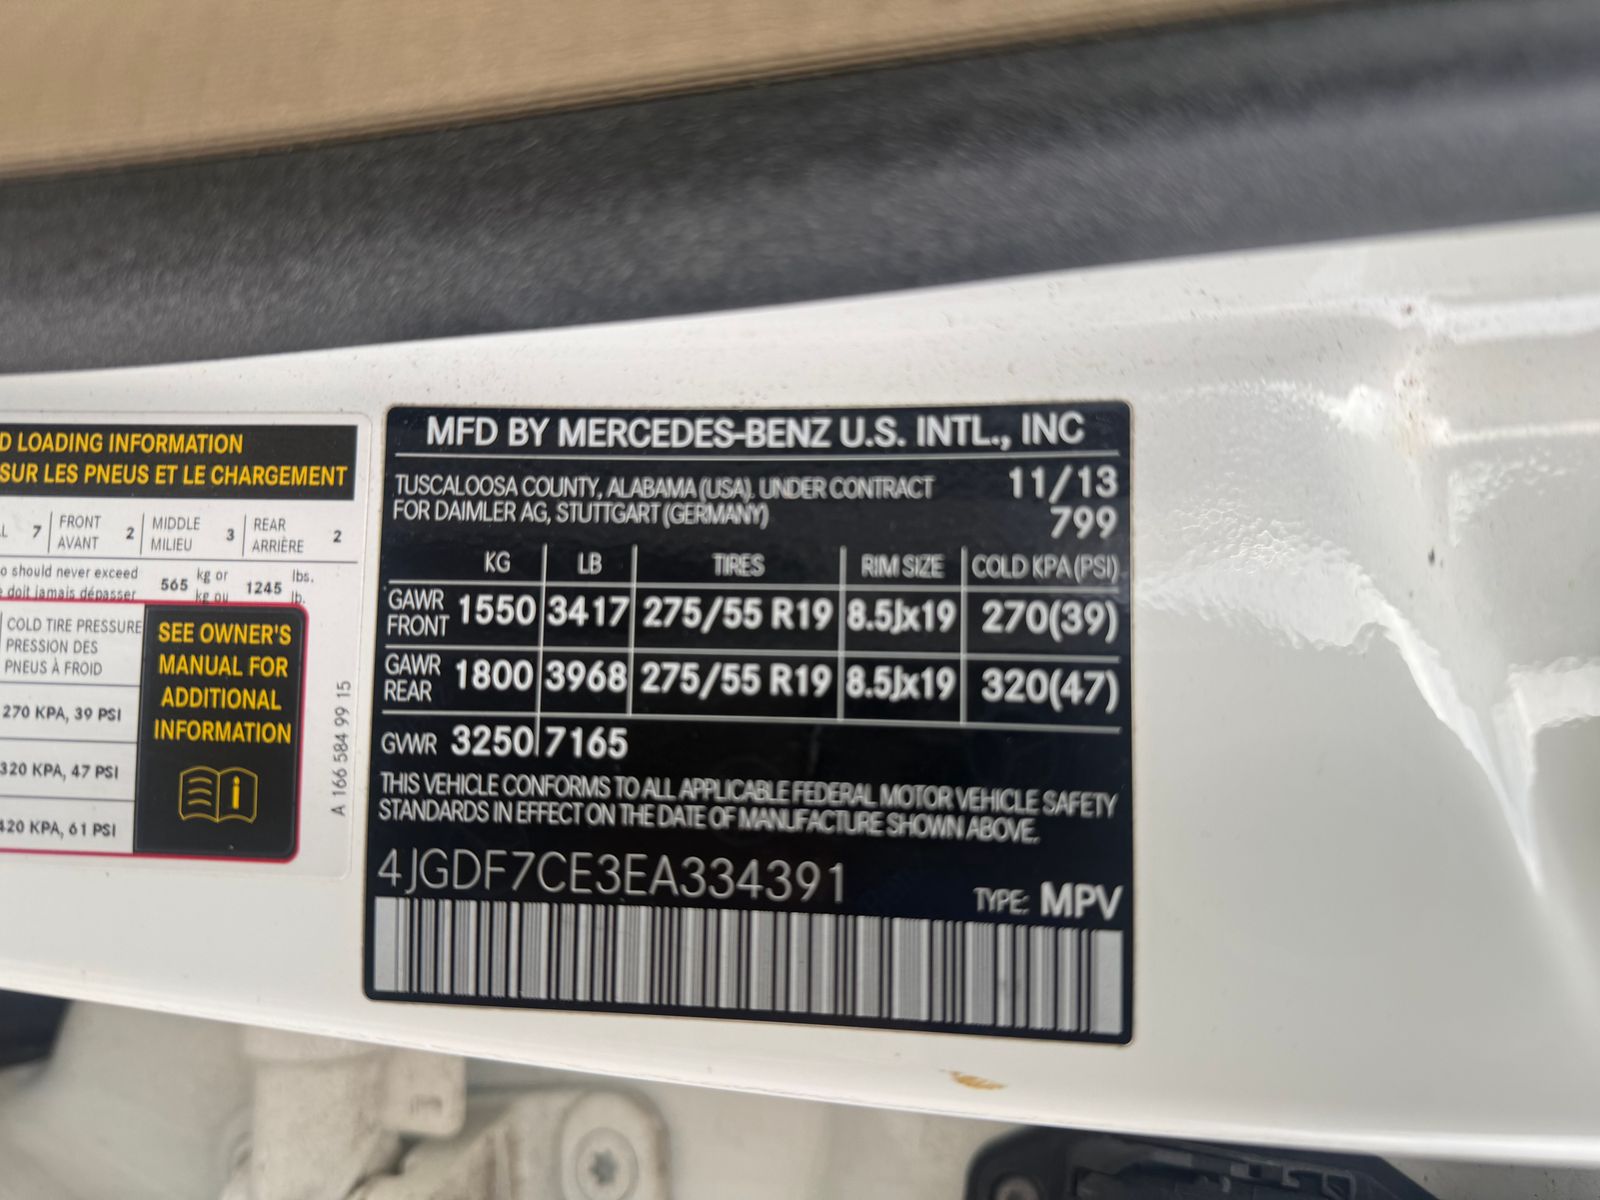 D LOADING INFORMATION
SUR LES PNEUS ET LE CHARGEMENT
7 FRONT AVANT 2 MIDDLE MILIEU 3 REAR ARRIÈRE 2
should never exceed
doit jamais dépasser 565 kg or kg ou 1245 lbs. lb.
COLD TIRE PRESSURE
PRESSION DES
PNEUS À FROID
270 KPA, 39 PSI
320 KPA, 47 PSI
420 KPA, 61 PSI
SEE OWNER'S
MANUAL FOR
ADDITIONAL
INFORMATION
i
A 166 584 99 15
MFD BY MERCEDES-BENZ U.S. INTL., INC
TUSCALOOSA COUNTY, ALABAMA (USA), UNDER CONTRACT 11/13
FOR DAIMLER AG, STUTTGART (GERMANY) 799
KG LB TIRES RIM SIZE COLD KPA (PSI)
GAWR FRONT 1550 3417 275/55 R19 8.5Jx19 270(39)
GAWR REAR 1800 3968 275/55 R19 8.5Jx19 320(47)
GVWR 3250 7165
THIS VEHICLE CONFORMS TO ALL APPLICABLE FEDERAL MOTOR VEHICLE SAFETY
STANDARDS IN EFFECT ON THE DATE OF MANUFACTURE SHOWN ABOVE.
4JGDF7CE3EA334391
TYPE: MPV